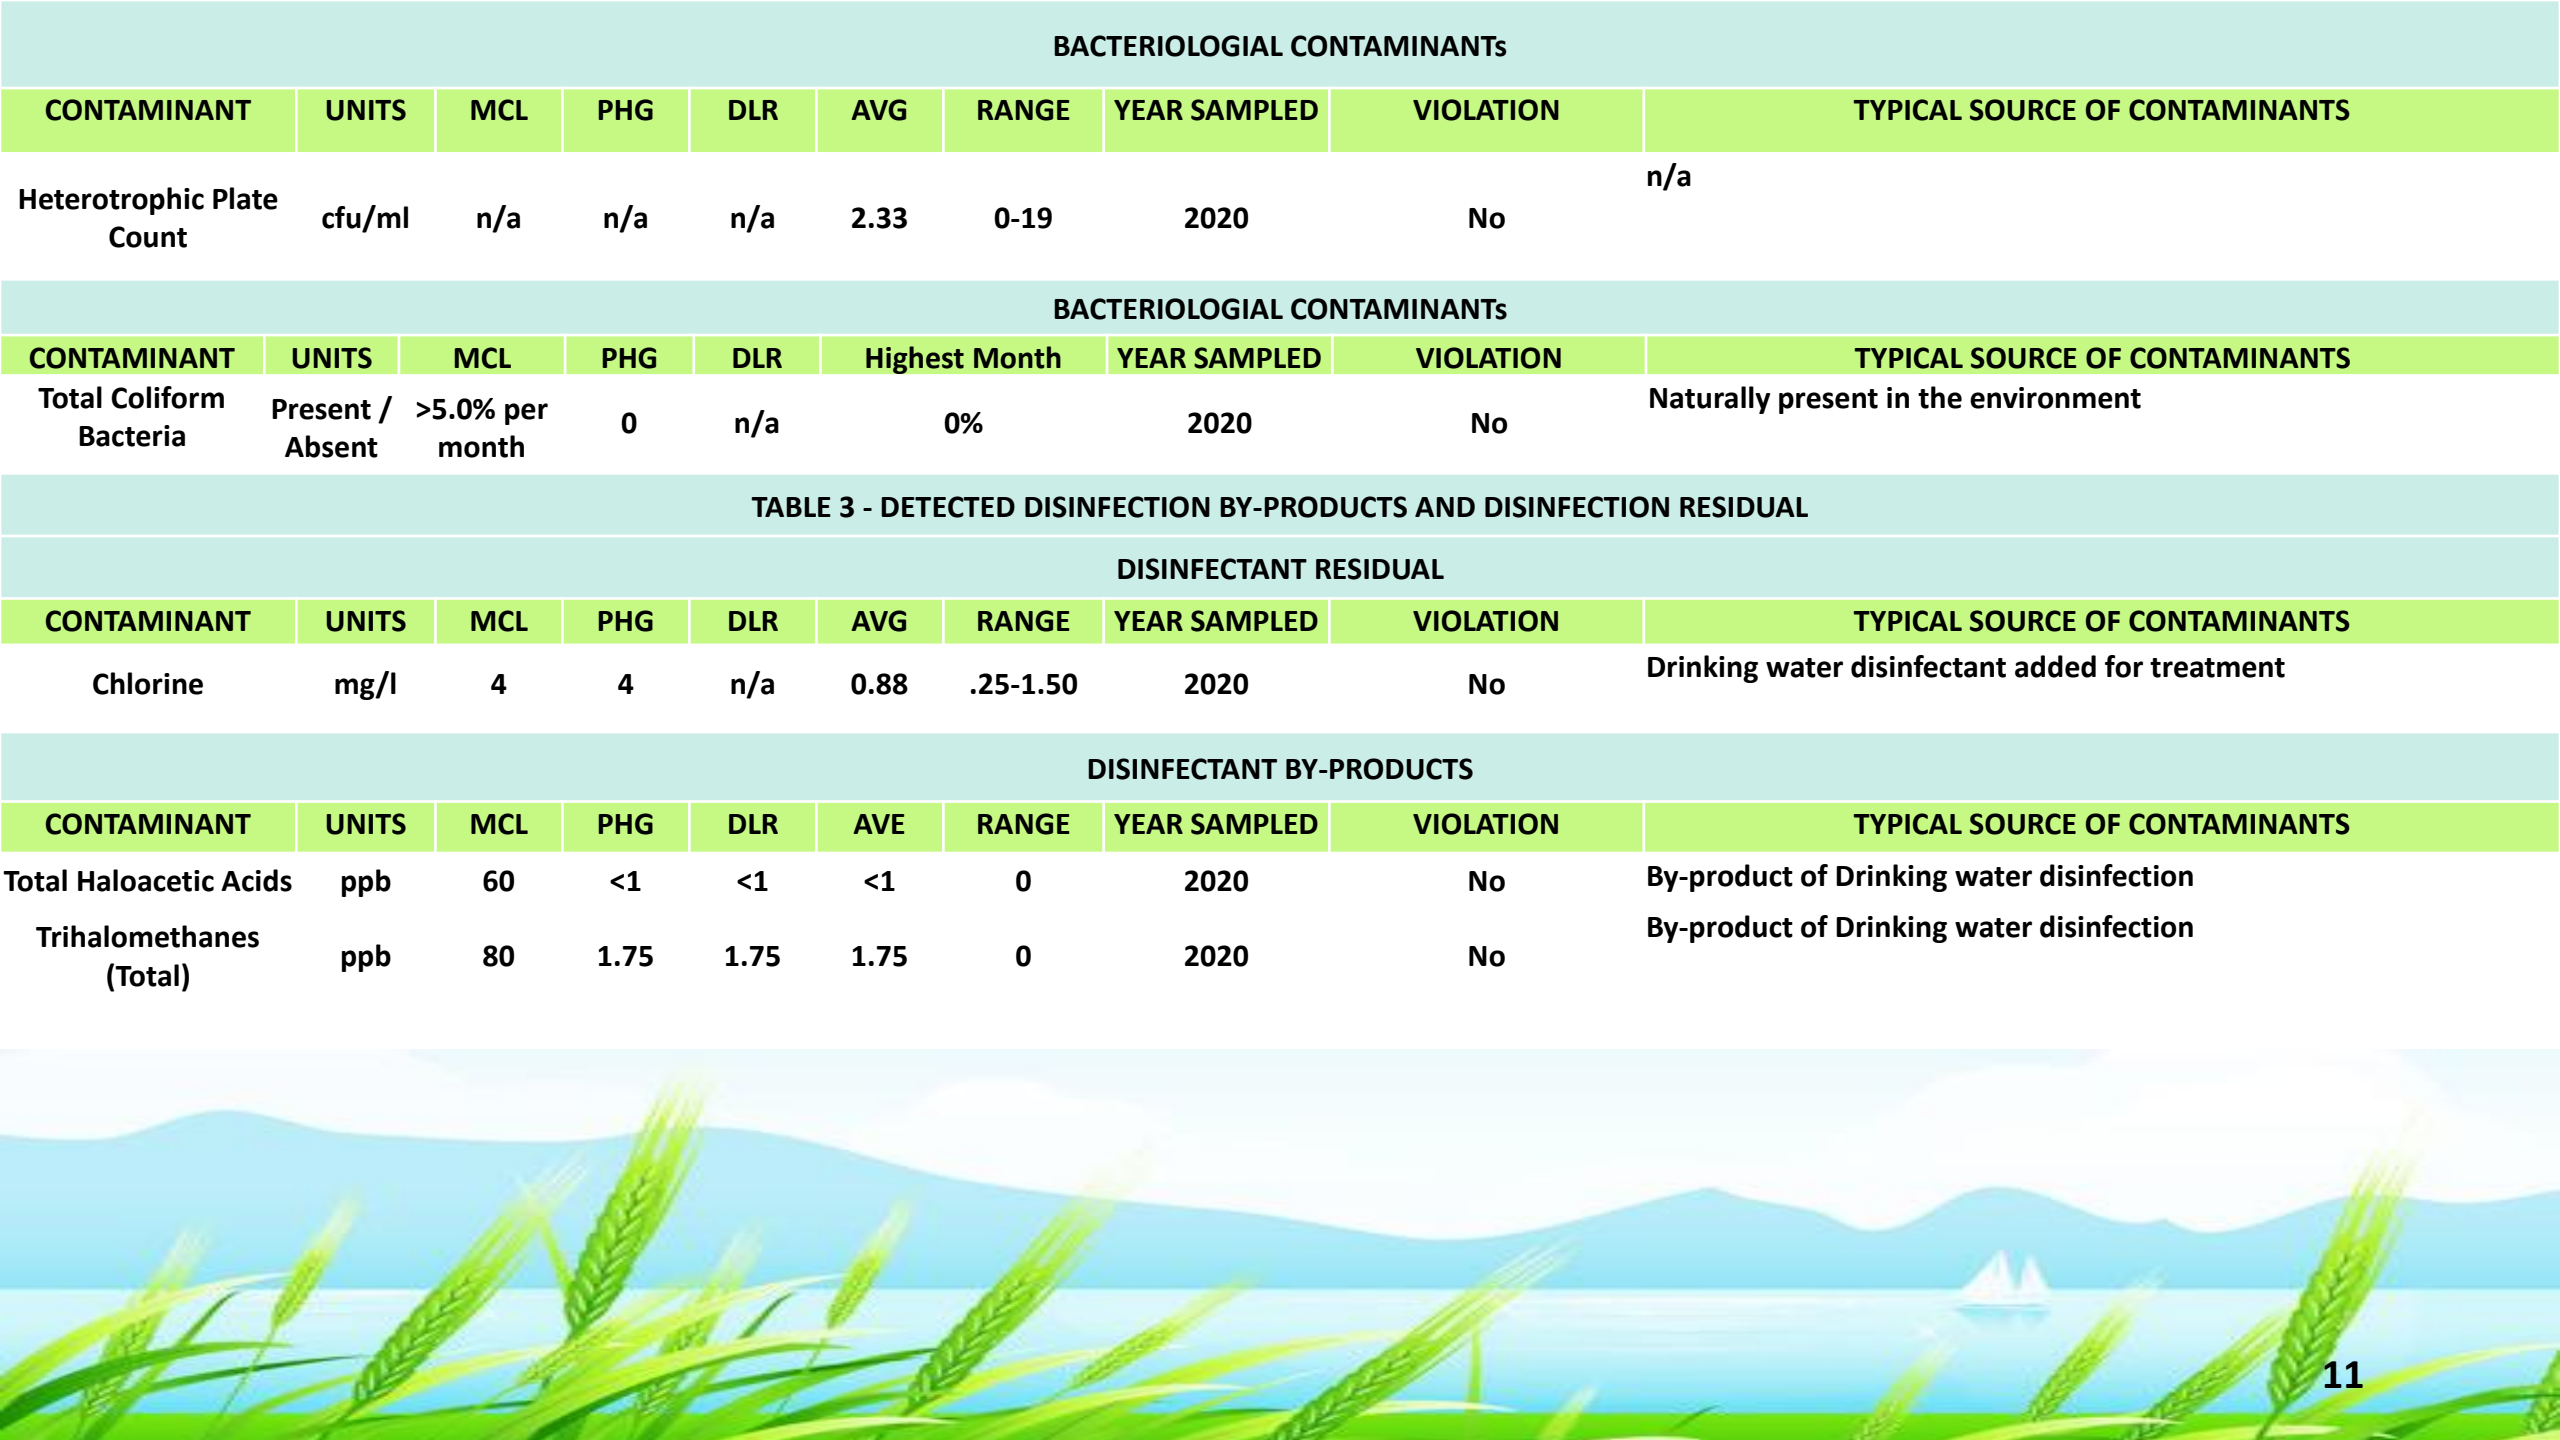 BACTERIOLOGIAL CONTAMINANTs
CONTAMINANT UNITS MCL PHG DLR AVG RANGE YEAR SAMPLED VIOLATION TYPICAL SOURCE OF CONTAMINANTS
Heterotrophic Plate Count cfu/ml n/a n/a n/a 2.33 0-19 2020 No n/a
BACTERIOLOGIAL CONTAMINANTs
CONTAMINANT UNITS MCL PHG DLR Highest Month YEAR SAMPLED VIOLATION TYPICAL SOURCE OF CONTAMINANTS
Total Coliform Bacteria Present / Absent >5.0% per month 0 n/a 0% 2020 No Naturally present in the environment
TABLE 3 - DETECTED DISINFECTION BY-PRODUCTS AND DISINFECTION RESIDUAL
DISINFECTANT RESIDUAL
CONTAMINANT UNITS MCL PHG DLR AVG RANGE YEAR SAMPLED VIOLATION TYPICAL SOURCE OF CONTAMINANTS
Chlorine mg/l 4 4 n/a 0.88 .25-1.50 2020 No Drinking water disinfectant added for treatment
DISINFECTANT BY-PRODUCTS
CONTAMINANT UNITS MCL PHG DLR AVE RANGE YEAR SAMPLED VIOLATION TYPICAL SOURCE OF CONTAMINANTS
Total Haloacetic Acids ppb 60 <1 <1 <1 0 2020 No By-product of Drinking water disinfection
Trihalomethanes (Total) ppb 80 1.75 1.75 1.75 0 2020 No By-product of Drinking water disinfection
11